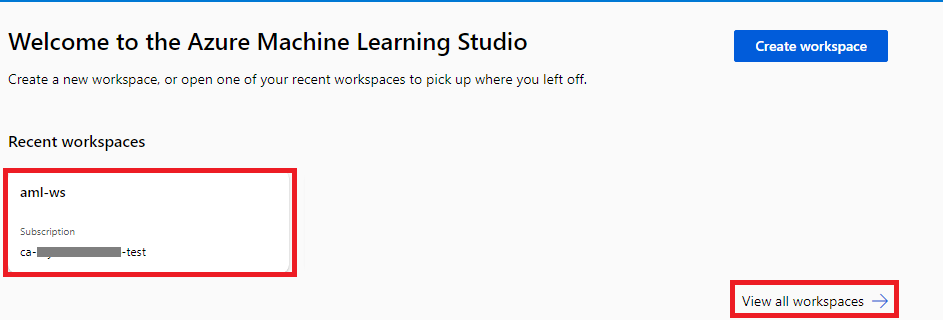 Welcome to the Azure Machine Learning Studio
Create workspace
Create a new workspace, or open one of your recent workspaces to pick up where you left off.
Recent workspaces
aml-ws
Subscription
ca- -test
View all workspaces